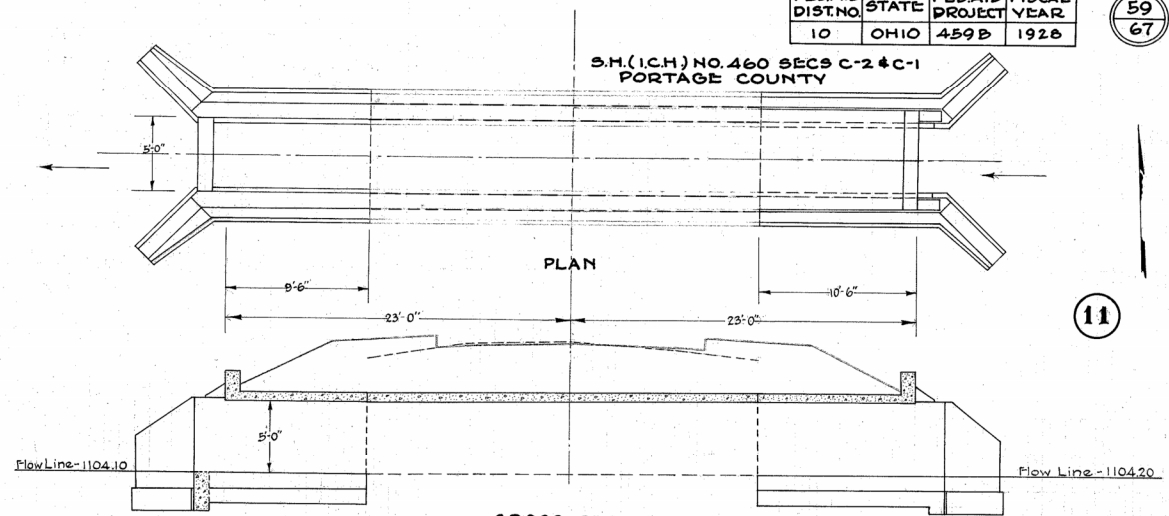 DIST.NO. STATE PROJECT YEAR
10 OHIO 459B 1928
59
67
S.H.(I.C.H.) NO.460 SECS C-2 & C-1
PORTAGE COUNTY
5'-0"
PLAN
9'-6"
10'-6"
23'-0"
23'-0"
11
5'-0"
Flow Line-1104.10
Flow Line-1104.20